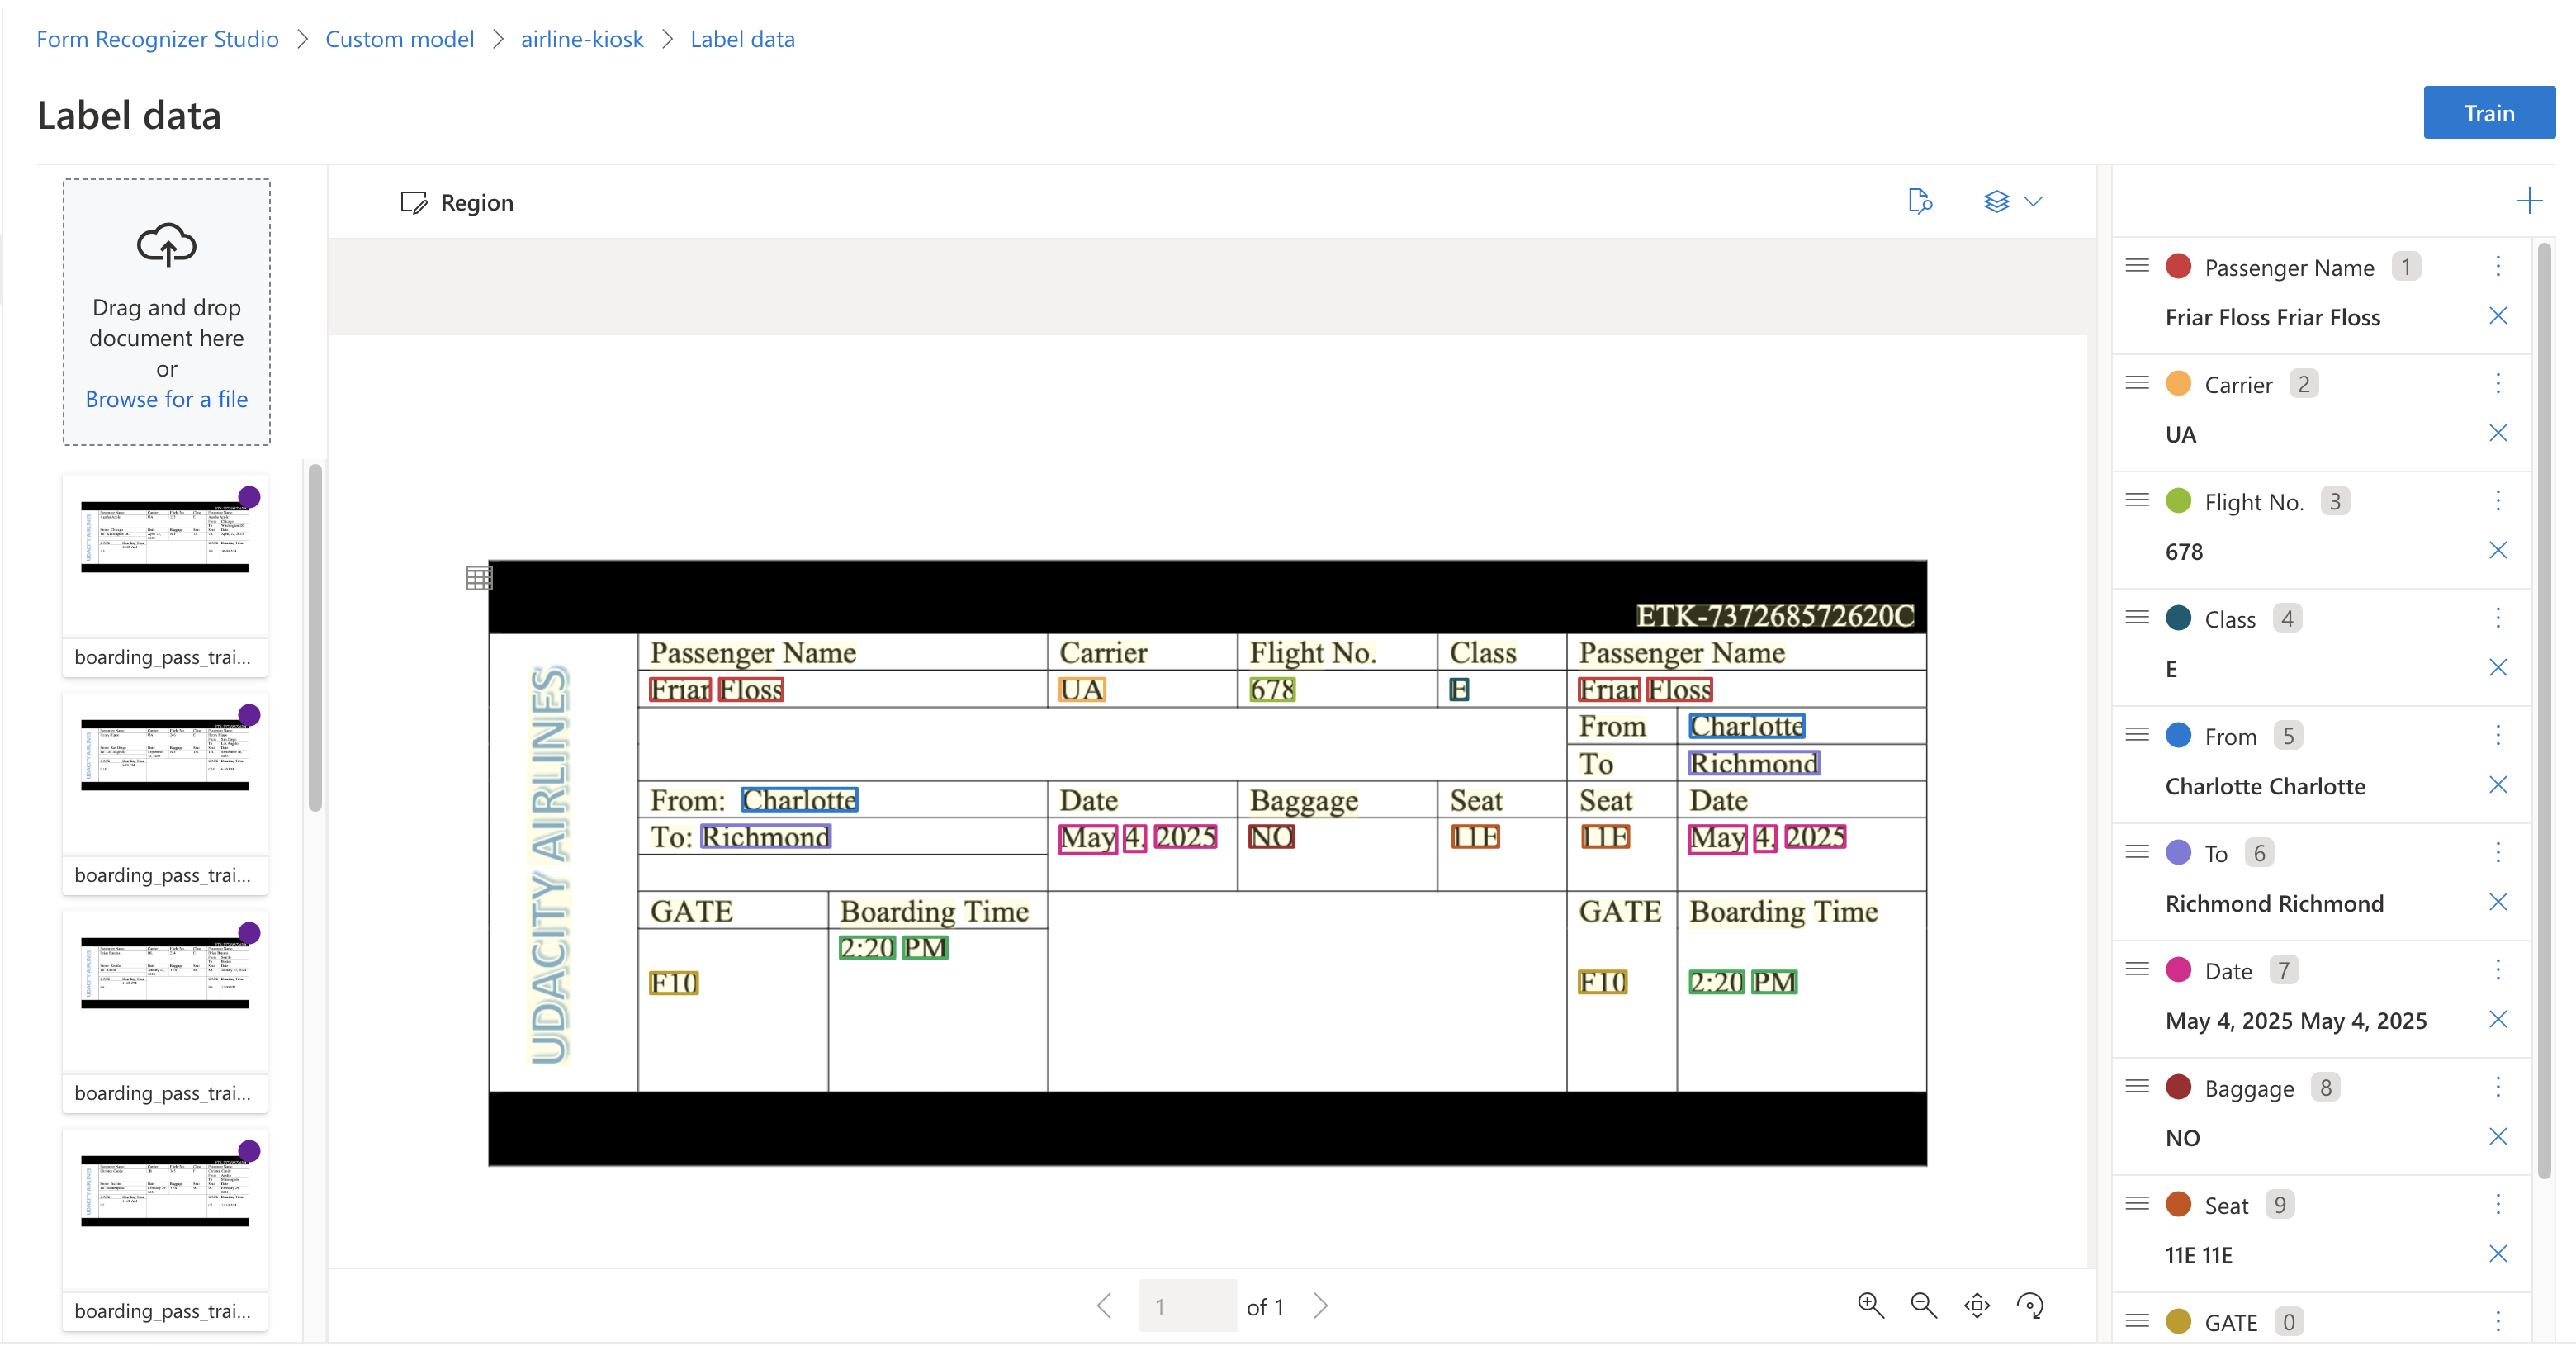 Form Recognizer Studio > Custom model > airline-kiosk > Label data
Label data
Train
Drag and drop
document here
or
Browse for a file
boarding_pass_trai...
boarding_pass_trai...
boarding_pass_trai...
boarding_pass_trai...
Region
ETK-737268572620C
UDACITY AIRLINES
Passenger Name Carrier Flight No. Class Passenger Name
Friar Floss UA 678 E Friar Floss
From Charlotte
To Richmond
From: Charlotte Date Baggage Seat Seat Date
To: Richmond May 4, 2025 NO 11E 11E May 4, 2025
GATE Boarding Time GATE Boarding Time
2:20 PM
F10 F10 2:20 PM
1 of 1
Passenger Name 1
Friar Floss Friar Floss
Carrier 2
UA
Flight No. 3
678
Class 4
E
From 5
Charlotte Charlotte
To 6
Richmond Richmond
Date 7
May 4, 2025 May 4, 2025
Baggage 8
NO
Seat 9
11E 11E
GATE 0